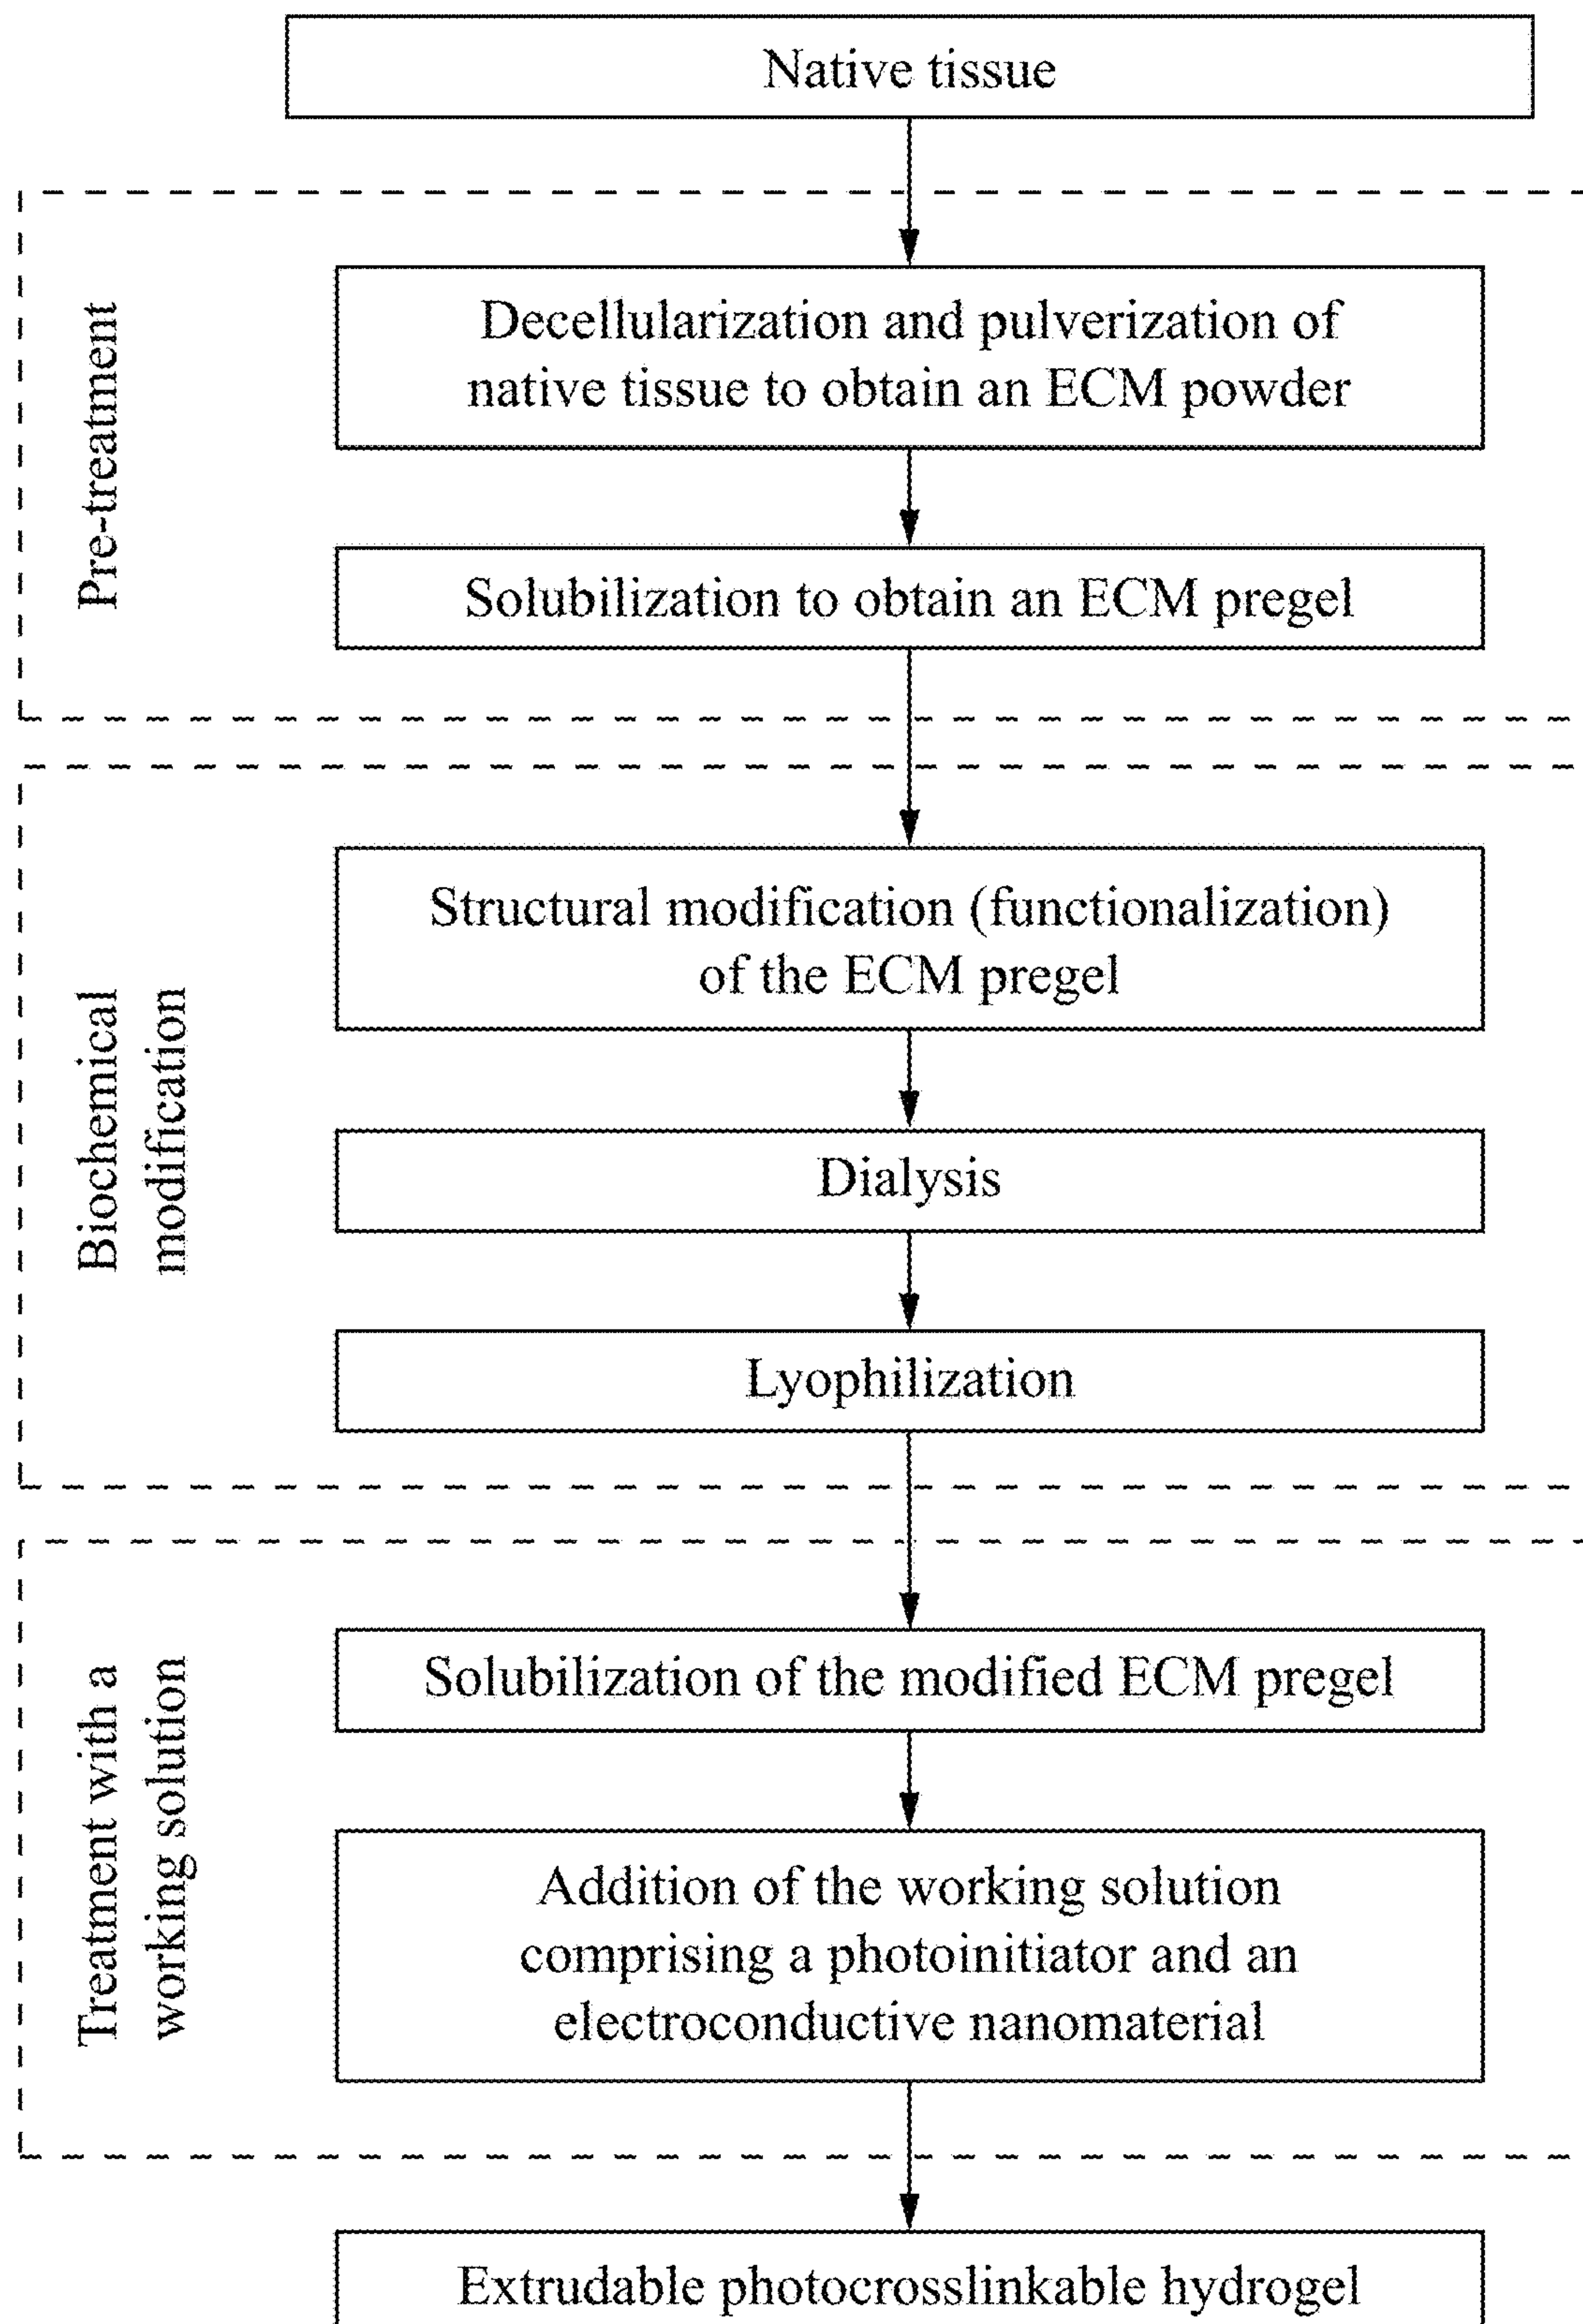 Native tissue
Pre-treatment
Decellularization and pulverization of
native tissue to obtain an ECM powder
Solubilization to obtain an ECM pregel
Biochemical
modification
Structural modification (functionalization)
of the ECM pregel
Dialysis
Lyophilization
Treatment with a
working solution
Solubilization of the modified ECM pregel
Addition of the working solution
comprising a photoinitiator and an
electroconductive nanomaterial
Extrudable photocrosslinkable hydrogel